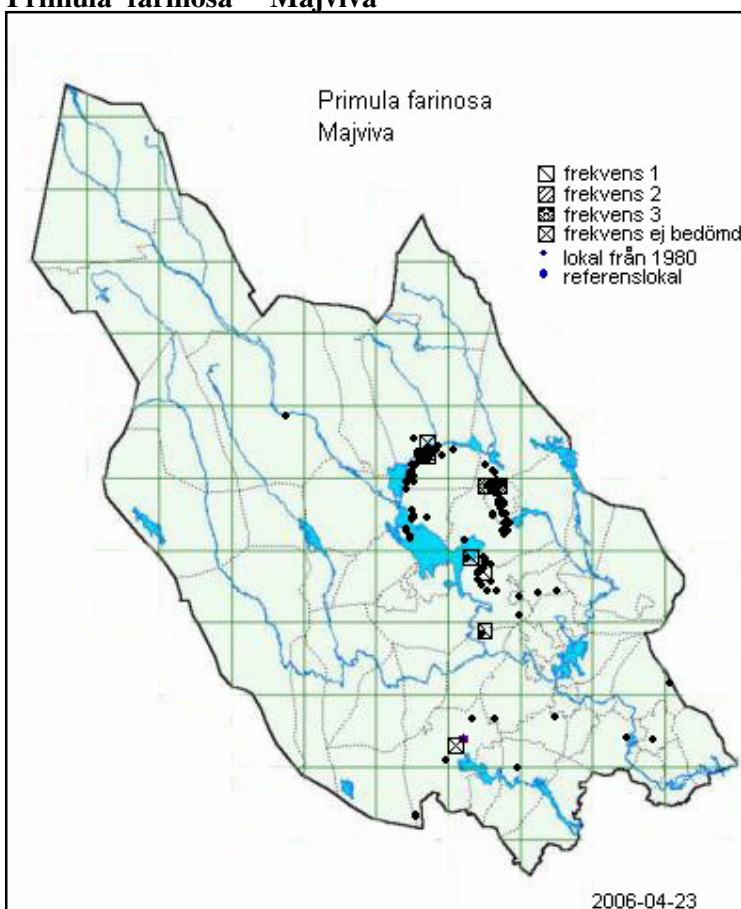 Primula farinosa Majviva
Primula farinosa
Majviva
frekvens 1
frekvens 2
frekvens 3
frekvens ej bedömd
lokal från 1980
referenslokal
2006-04-23